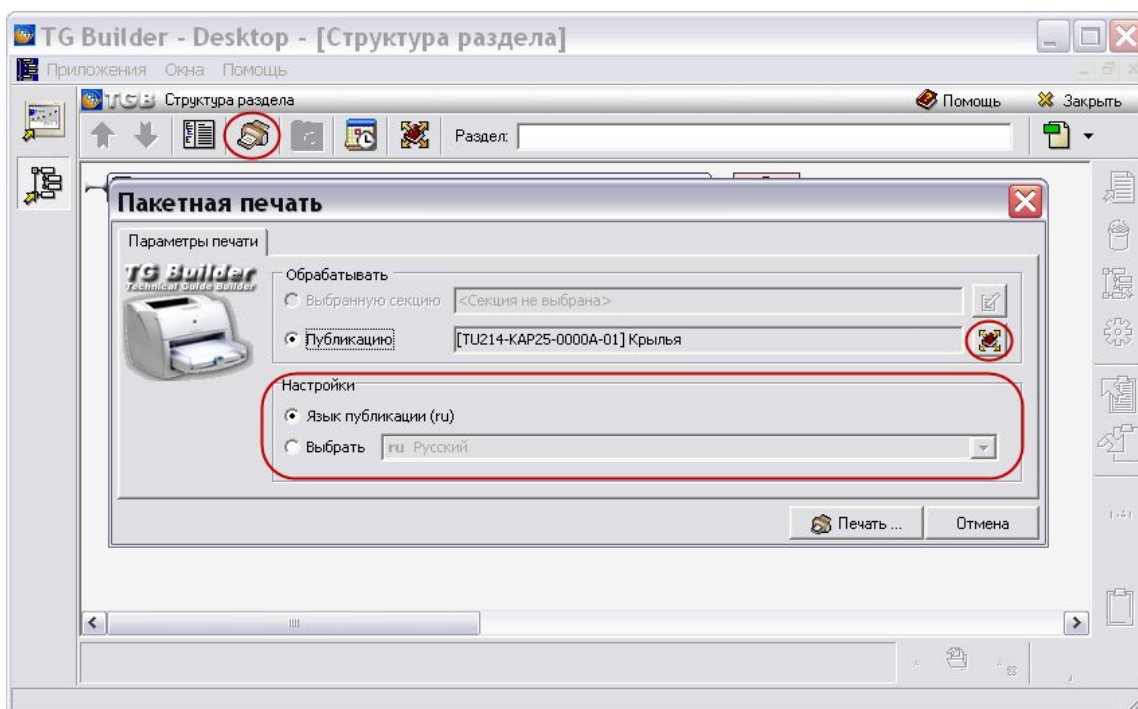 TG Builder - Desktop - [Структура раздела]
Приложения Окна Помощь
TGB Структура раздела Помощь Закрыть
Раздел:
Пакетная печать
Параметры печати
TG Builder
Technical Guide Builder
Обрабатывать
Выбранную секцию <Секция не выбрана>
Публикацию [TU214-KAP25-0000A-01] Крылья
Настройки
Язык публикации (ru)
Выбрать ru Русский
Печать ... Отмена